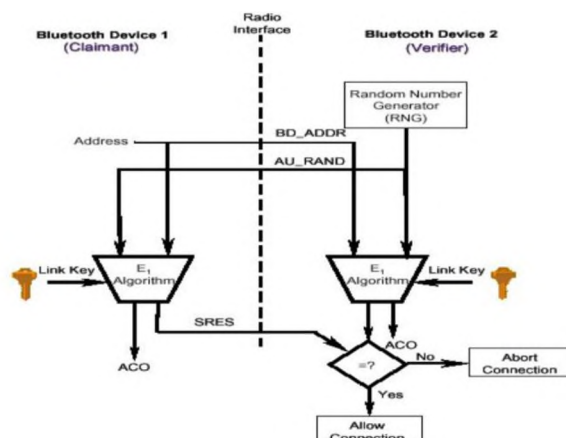 Radio
Interface
Bluetooth Device 1
(Claimant)
Bluetooth Device 2
(Verifier)
Random Number
Generator
(RNG)
Address
BD_ADDR
AU_RAND
E1
Algorithm
Link Key
E1
Algorithm
Link Key
SRES
ACO
ACO
=?
No
Abort
Connection
Yes
Allow
Connection